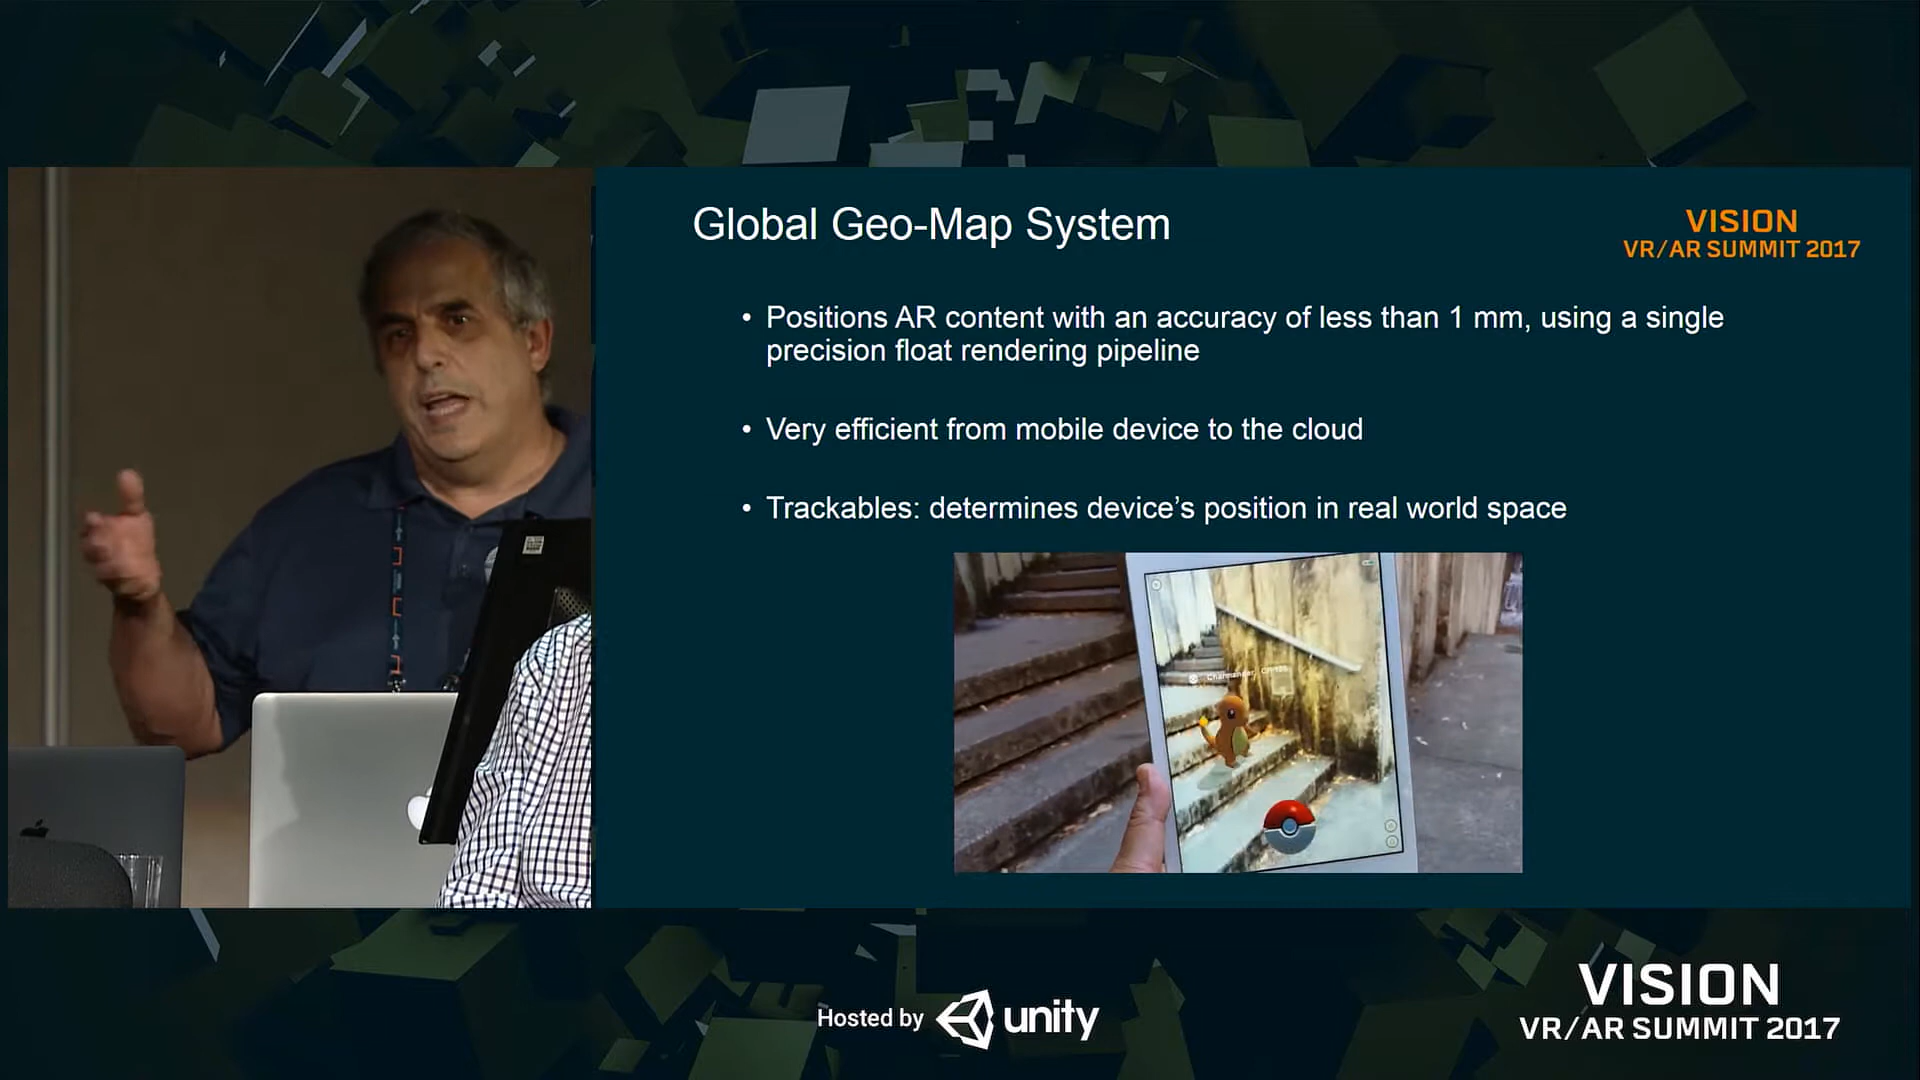 Global Geo-Map System
VISION
VR/AR SUMMIT 2017
• Positions AR content with an accuracy of less than 1 mm, using a single
precision float rendering pipeline
• Very efficient from mobile device to the cloud
• Trackables: determines device’s position in real world space
Charmander
Hosted by unity
VISION
VR/AR SUMMIT 2017